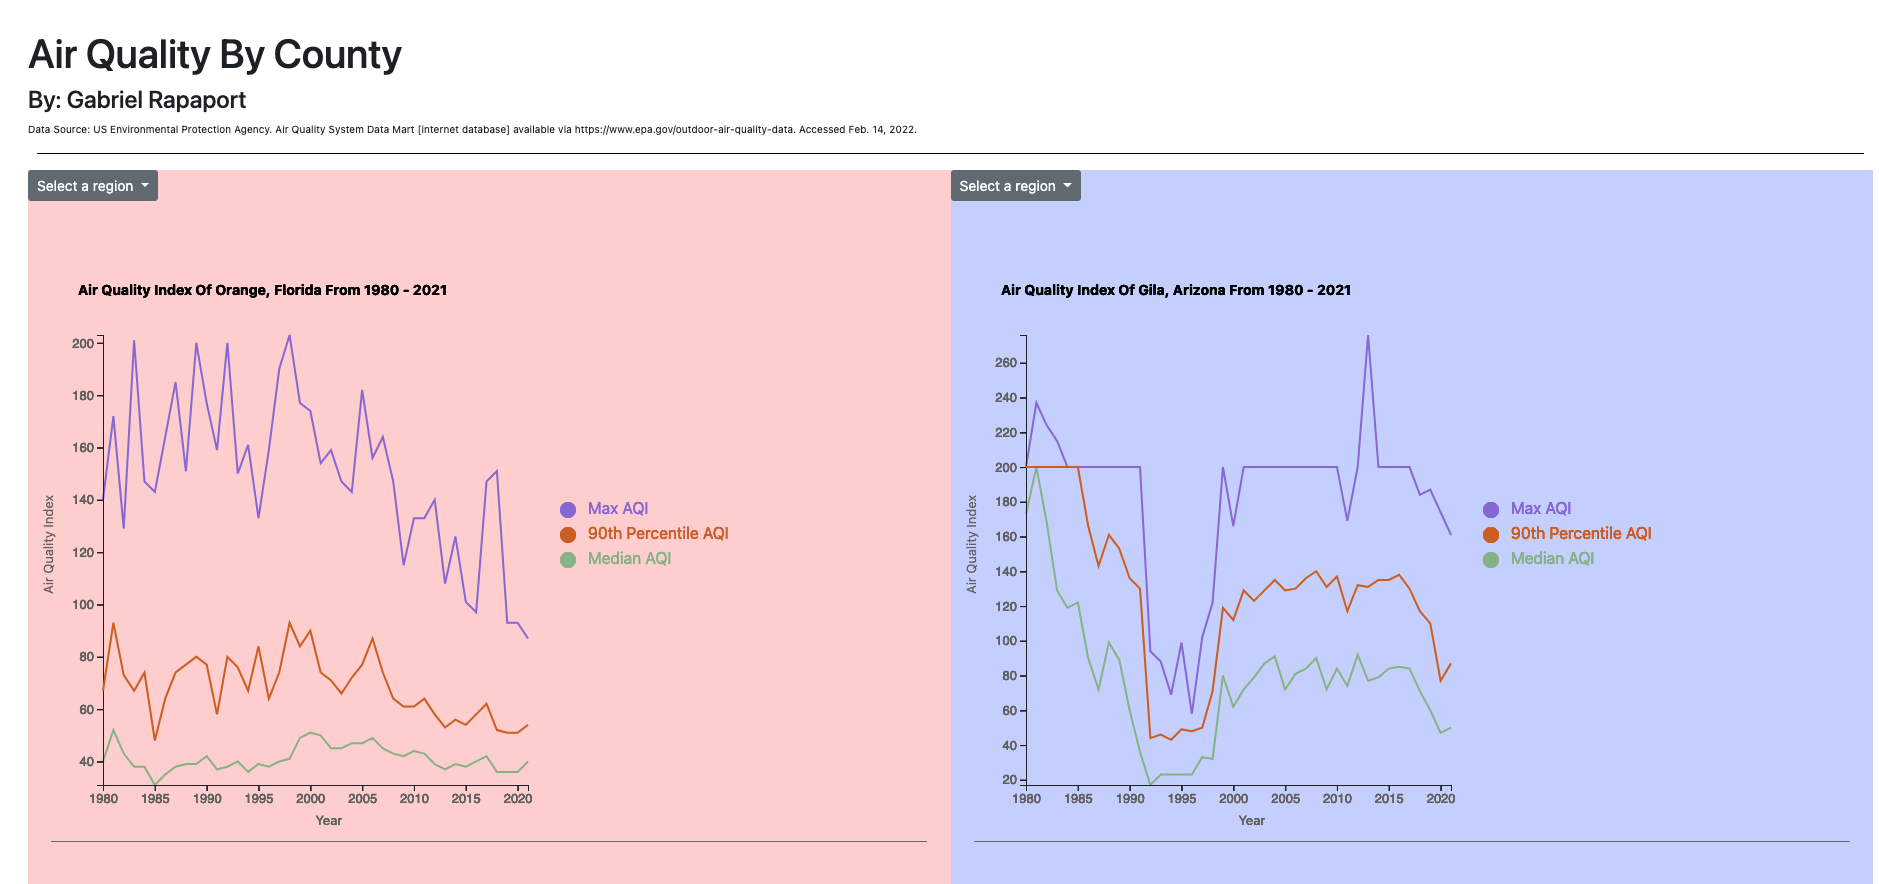 Air Quality By County
By: Gabriel Rapaport
Data Source: US Environmental Protection Agency. Air Quality System Data Mart [internet database] available via https://www.epa.gov/outdoor-air-quality-data. Accessed Feb. 14, 2022.
Select a region
Air Quality Index Of Orange, Florida From 1980 - 2021
200
180
160
140
120
100
80
60
40
Air Quality Index
1980 1985 1990 1995 2000 2005 2010 2015 2020
Year
Max AQI
90th Percentile AQI
Median AQI
Select a region
Air Quality Index Of Gila, Arizona From 1980 - 2021
260
240
220
200
180
160
140
120
100
80
60
40
20
Air Quality Index
1980 1985 1990 1995 2000 2005 2010 2015 2020
Year
Max AQI
90th Percentile AQI
Median AQI